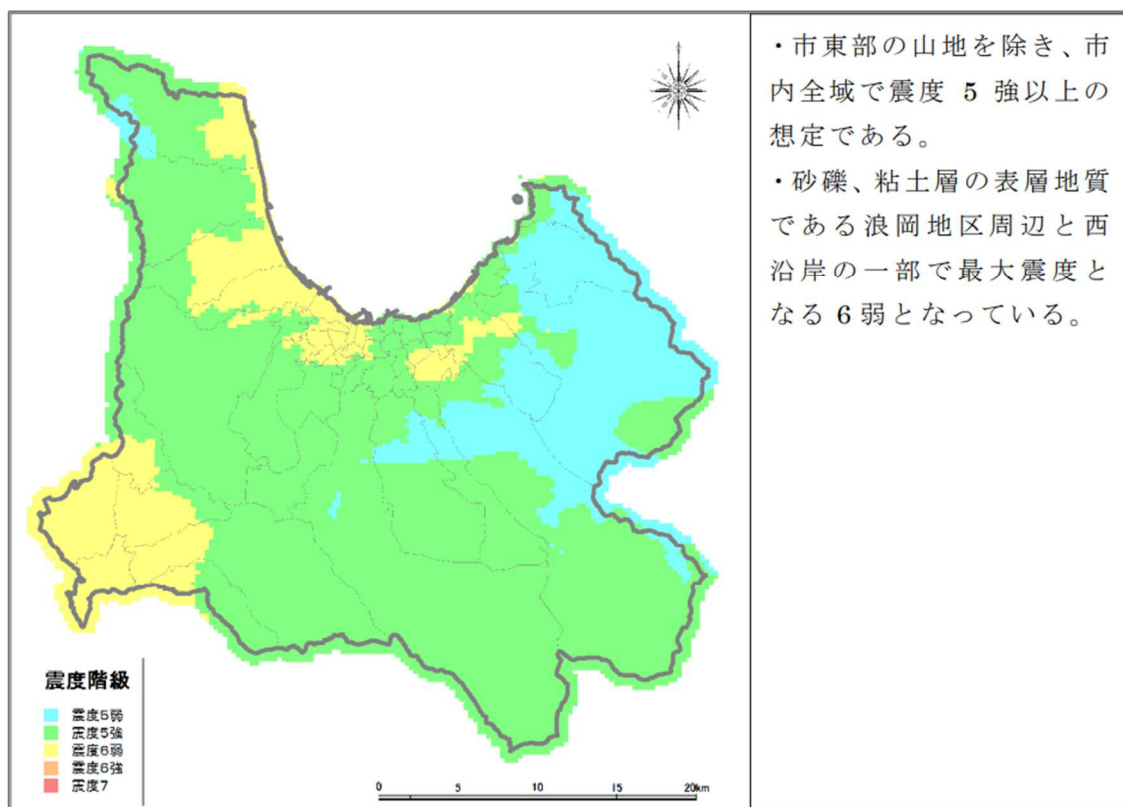 ・市東部の山地を除き、市
内全域で震度 5 強以上の
想定である。
・砂礫、粘土層の表層地質
である浪岡地区周辺と西
沿岸の一部で最大震度と
なる 6 弱となっている。
震度階級
震度5弱
震度5強
震度6弱
震度6強
震度7
0 5 10 15 20km